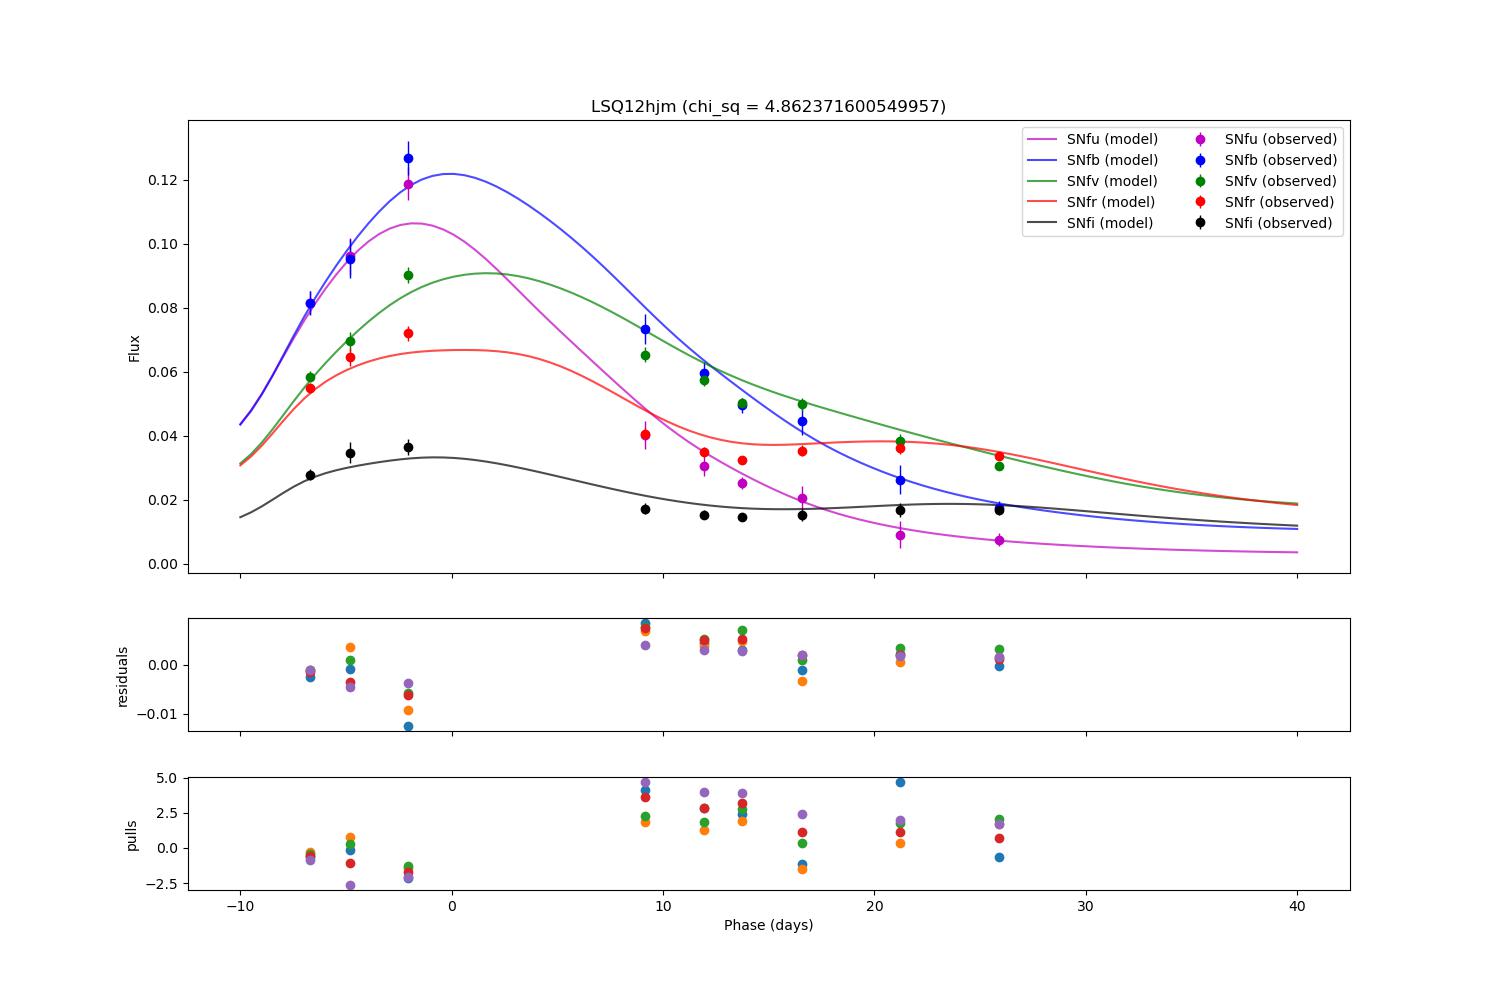 LSQ12hjm (chi_sq = 4.862371600549957)
SNfu (model) SNfu (observed)
SNfb (model) SNfb (observed)
SNfv (model) SNfv (observed)
SNfr (model) SNfr (observed)
SNfi (model) SNfi (observed)
Flux
0.12
0.10
0.08
0.06
0.04
0.02
0.00
residuals
0.00
−0.01
pulls
5.0
2.5
0.0
−2.5
−10 0 10 20 30 40
Phase (days)